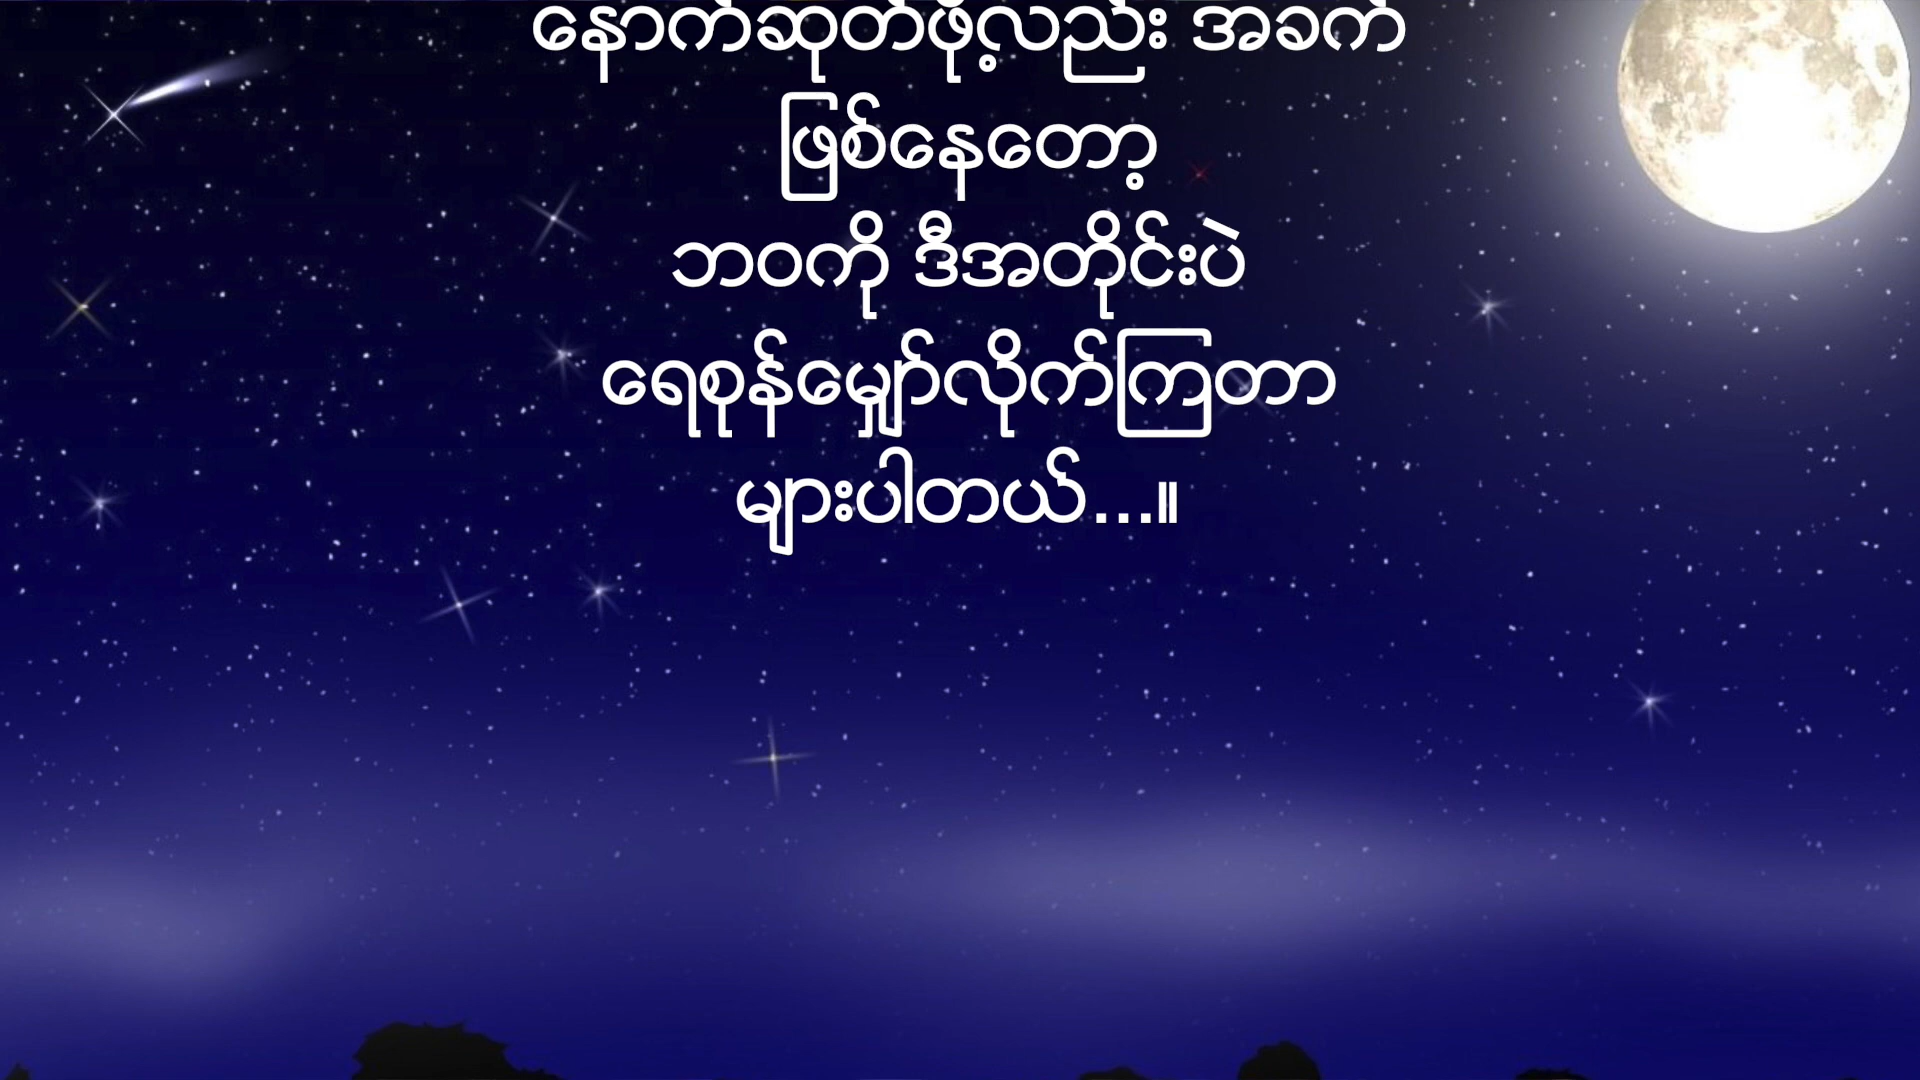 နောက်ဆုတ်ဖို့လည်း အခက်
ဖြစ်နေတော့
ဘဝကို ဒီအတိုင်းပဲ
ရေစုန်မျှော်လိုက်ကြတာ
များပါတယ်...။